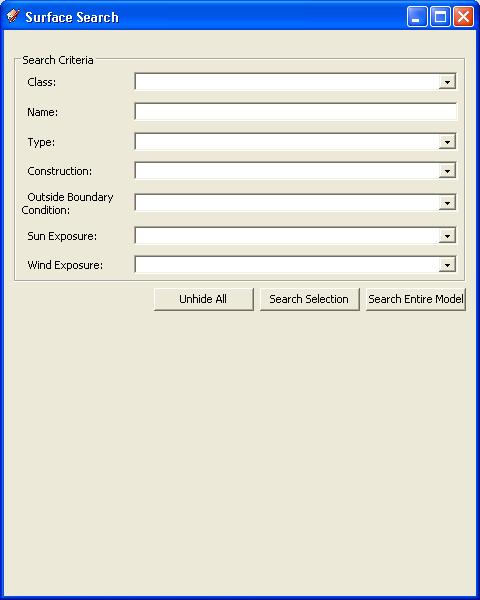 Surface Search
Search Criteria
Class:
Name:
Type:
Construction:
Outside Boundary
Condition:
Sun Exposure:
Wind Exposure:
Unhide All
Search Selection
Search Entire Model